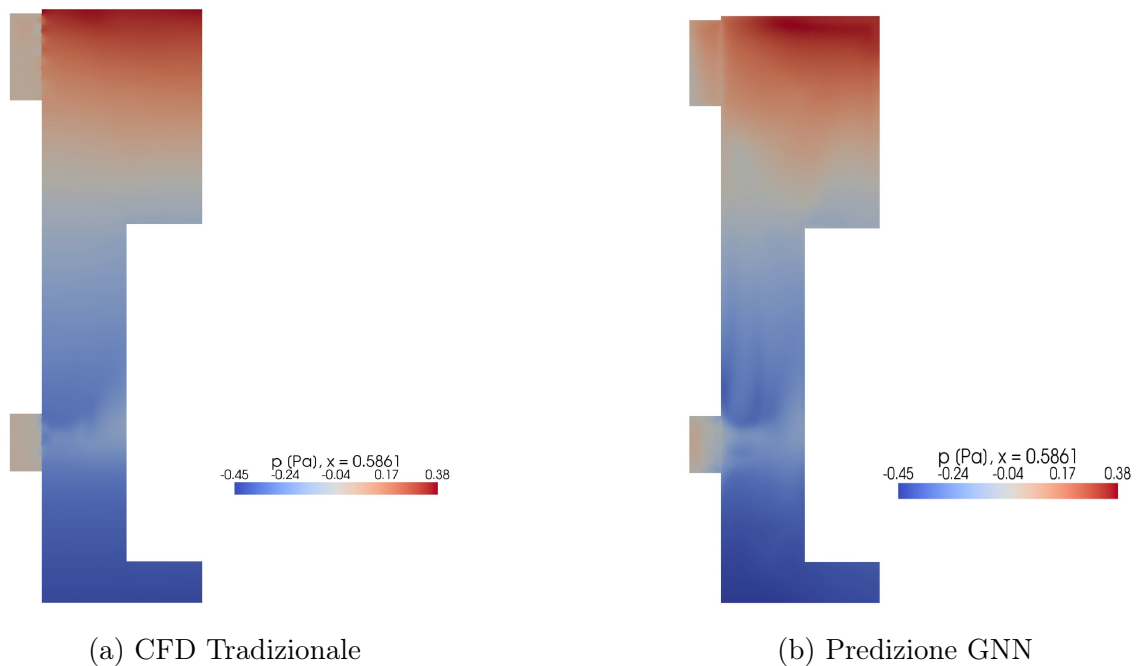 p (Pa), x = 0.5861
-0.45 -0.24 -0.04 0.17 0.38
p (Pa), x = 0.5861
-0.45 -0.24 -0.04 0.17 0.38
(a) CFD Tradizionale
(b) Predizione GNN